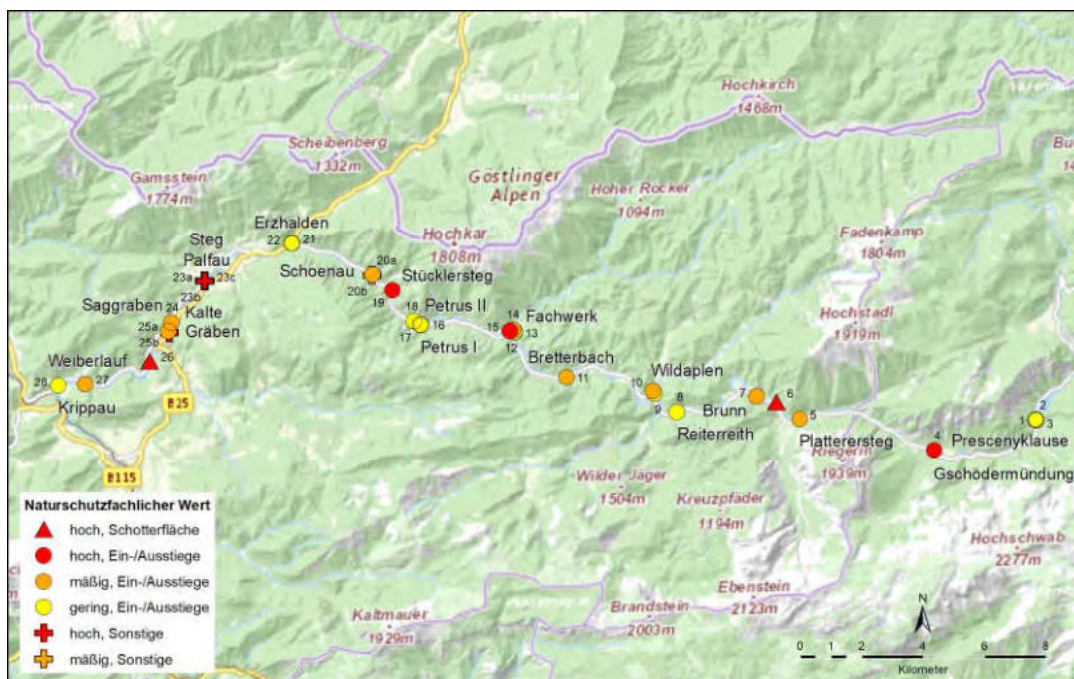 Hochkirch
1468m
Scheibenberg
1332m
Gamsstein
1774m
Göstlinger
Alpen
Hoher Rocker
1094m
Erzhalden
22
21
Hochkar
1808m
Fadenkamp
1804m
Steg
Palfau
23a
23c
23b
Schoenau
20a
20b
Stücklersteg
19
Saggraben
24
Kalte
Gräben
25a
25b
26
18
Petrus II
17
16
Petrus I
14
Fachwerk
15
13
12
Hochstadl
1919m
Weiberlauf
28
27
Krippau
B25
B115
Bretterbach
11
Wildaplen
10
9
8
Reiterreith
7
6
Brunn
5
Platterersteg
Riegerin
1939m
4
Prescenyklause
Gschödermündung
1
2
3
Wilder Jäger
1504m
Kreuzpfäder
1194m
Hochschwab
2277m
Ebenstein
2123m
Brandstein
2003m
Kaltmauer
1929m
Naturschutzfachlicher Wert
hoch, Schotterfläche
hoch, Ein-/Ausstiege
mäßig, Ein-/Ausstiege
gering, Ein-/Ausstiege
hoch, Sonstige
mäßig, Sonstige
N
0 1 2 4 6 8
Kilometer